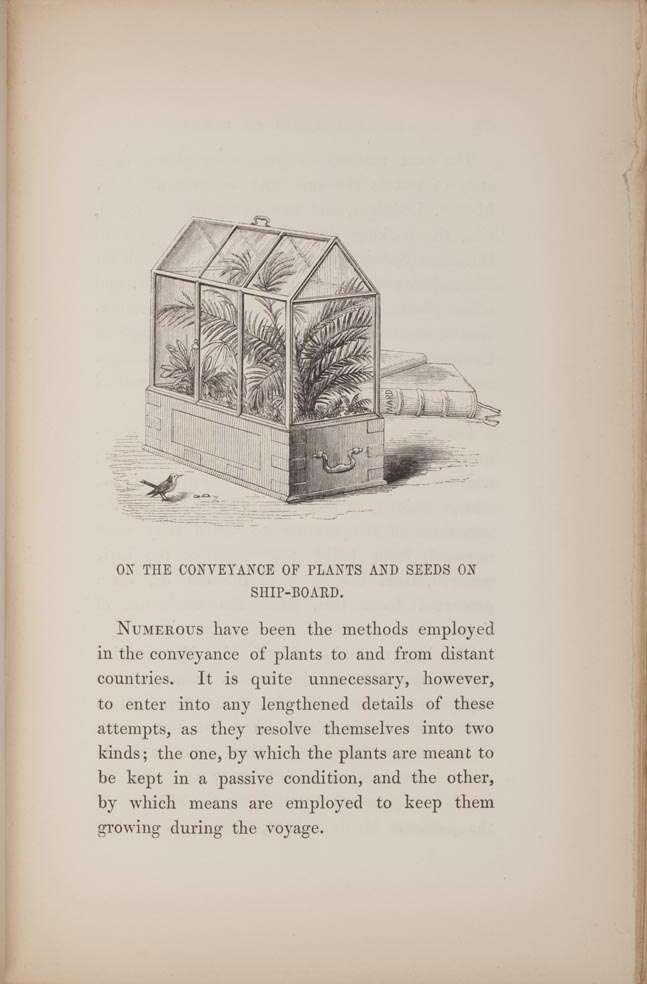 WARD
ON THE CONVEYANCE OF PLANTS AND SEEDS ON
SHIP-BOARD.
Numerous have been the methods employed
in the conveyance of plants to and from distant
countries. It is quite unnecessary, however,
to enter into any lengthened details of these
attempts, as they resolve themselves into two
kinds; the one, by which the plants are meant to
be kept in a passive condition, and the other,
by which means are employed to keep them
growing during the voyage.